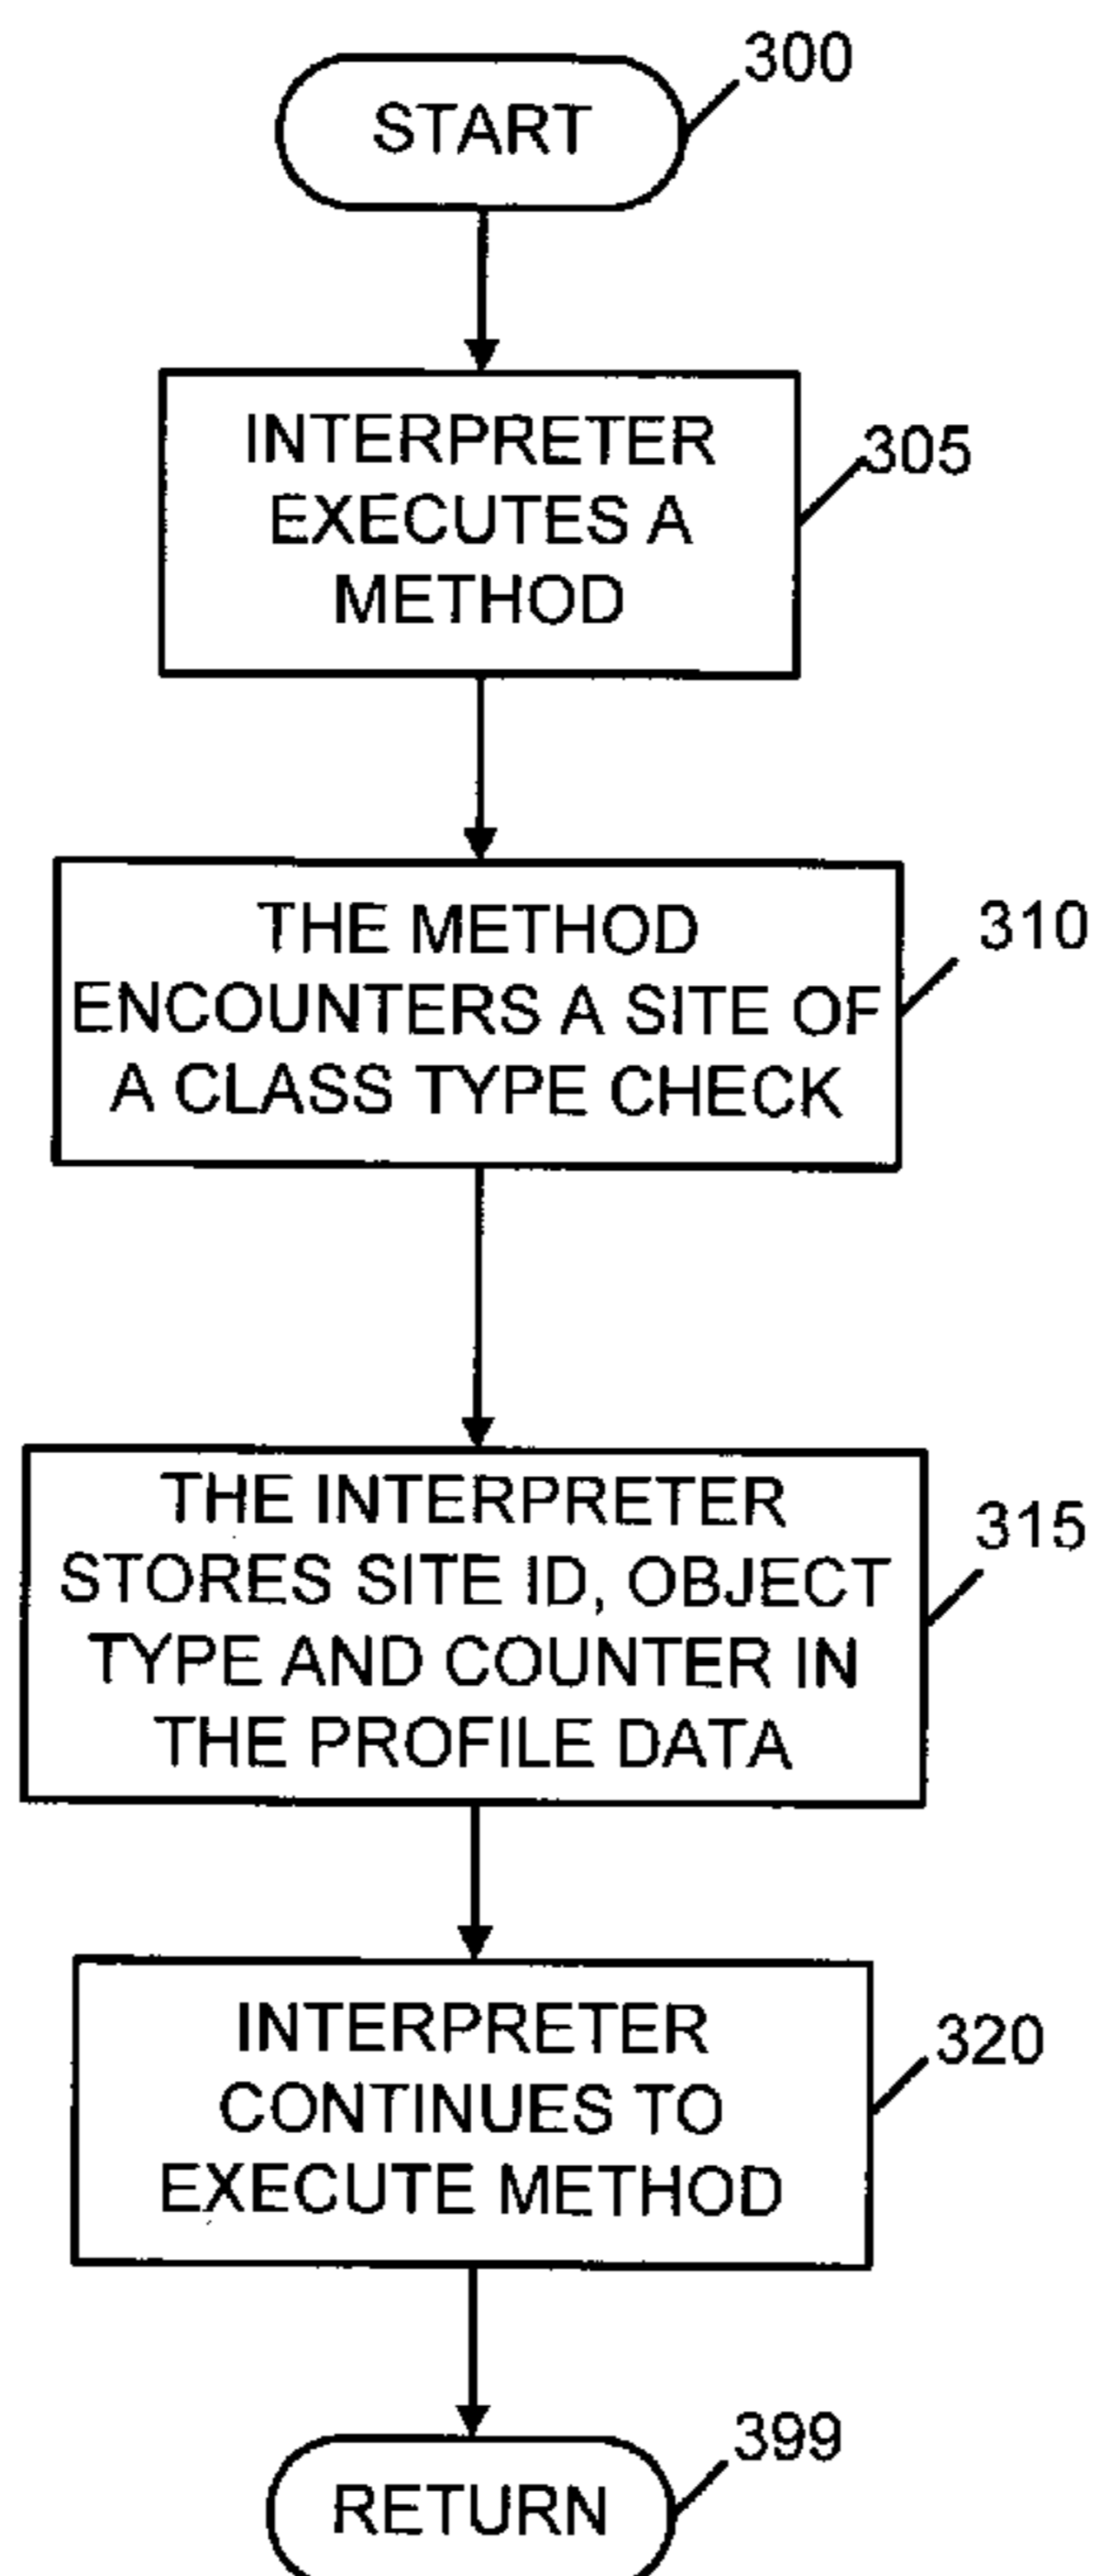 300
START
INTERPRETER
EXECUTES A
METHOD
305
THE METHOD
ENCOUNTERS A SITE OF
A CLASS TYPE CHECK
310
THE INTERPRETER
STORES SITE ID, OBJECT
TYPE AND COUNTER IN
THE PROFILE DATA
315
INTERPRETER
CONTINUES TO
EXECUTE METHOD
320
399
RETURN